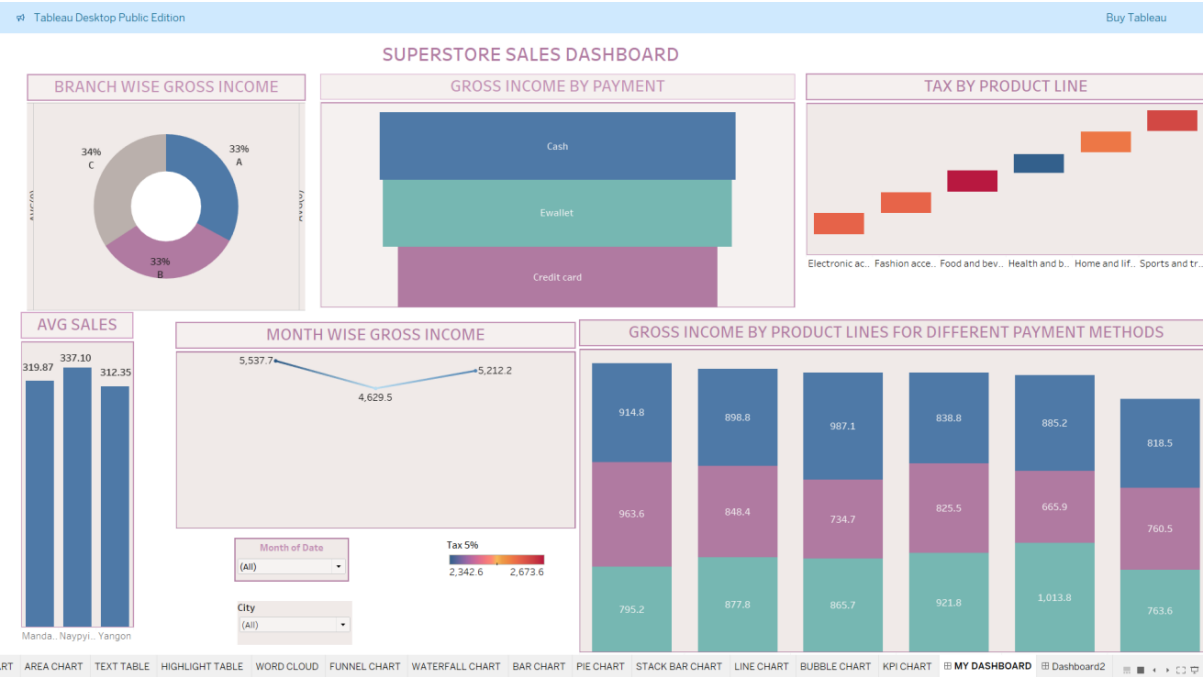 Tableau Desktop Public Edition
Buy Tableau
SUPERSTORE SALES DASHBOARD
BRANCH WISE GROSS INCOME
34%
C
33%
A
33%
B
GROSS INCOME BY PAYMENT
Cash
Ewallet
Credit card
TAX BY PRODUCT LINE
Electronic ac.. Fashion acce.. Food and bev.. Health and b.. Home and lif.. Sports and tr..
AVG SALES
319.87
337.10
312.35
Manda.. Naypyi.. Yangon
MONTH WISE GROSS INCOME
5,537.7
4,629.5
5,212.2
Month of Date
(All)
City
(All)
Tax 5%
2,342.6 2,673.6
GROSS INCOME BY PRODUCT LINES FOR DIFFERENT PAYMENT METHODS
914.8 898.8 987.1 838.8 885.2 818.5
963.6 848.4 734.7 825.5 665.9 760.5
795.2 877.8 865.7 921.8 1,013.8 763.6
RT AREA CHART TEXT TABLE HIGHLIGHT TABLE WORD CLOUD FUNNEL CHART WATERFALL CHART BAR CHART PIE CHART STACK BAR CHART LINE CHART BUBBLE CHART KPI CHART MY DASHBOARD Dashboard2